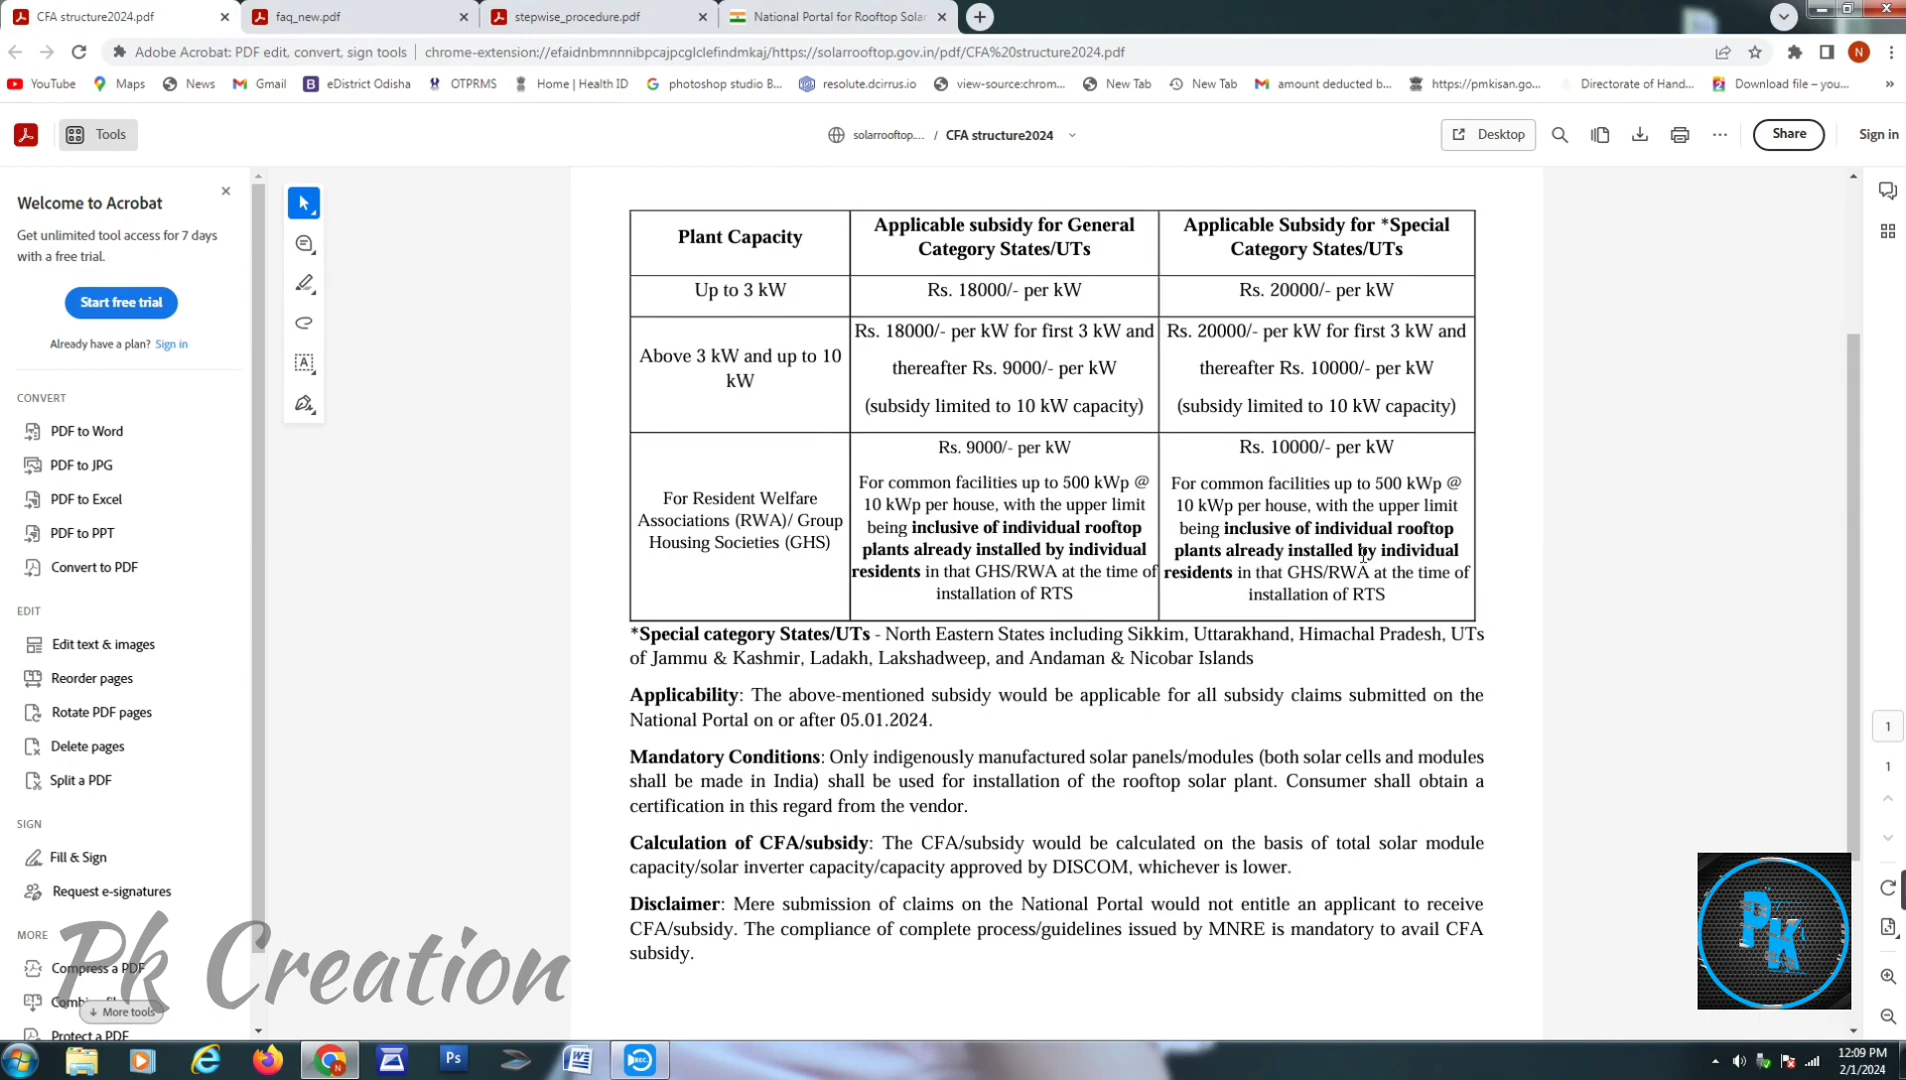 CFA structure2024.pdf
faq_new.pdf
stepwise_procedure.pdf
National Portal for Rooftop Solar
Adobe Acrobat: PDF edit, convert, sign tools
chrome-extension://efaidnbmnnnibpcajpcglclefindmkaj/https://solarrooftop.gov.in/pdf/CFA%20structure2024.pdf
N
YouTube
Maps
News
Gmail
eDistrict Odisha
OTPRMS
Home | Health ID
photoshop studio B...
resolute.dcirrus.io
view-source:chrom...
New Tab
New Tab
amount deducted b...
https://pmkisan.go...
Directorate of Hand...
Download file – you...
»
Tools
solarrooftop.... / CFA structure2024
Desktop
Share
Sign in
Welcome to Acrobat
Get unlimited tool access for 7 days
with a free trial.
Start free trial
Already have a plan? Sign in
CONVERT
PDF to Word
PDF to JPG
PDF to Excel
PDF to PPT
Convert to PDF
EDIT
Edit text & images
Reorder pages
Rotate PDF pages
Delete pages
Split a PDF
SIGN
Fill & Sign
Request e-signatures
MORE
Compress a PDF
More tools
Protect a PDF
Plant Capacity
Applicable subsidy for General
Category States/UTs
Applicable Subsidy for *Special
Category States/UTs
Up to 3 kW
Rs. 18000/- per kW
Rs. 20000/- per kW
Above 3 kW and up to 10
kW
Rs. 18000/- per kW for first 3 kW and
thereafter Rs. 9000/- per kW
(subsidy limited to 10 kW capacity)
Rs. 20000/- per kW for first 3 kW and
thereafter Rs. 10000/- per kW
(subsidy limited to 10 kW capacity)
For Resident Welfare
Associations (RWA)/ Group
Housing Societies (GHS)
Rs. 9000/- per kW
For common facilities up to 500 kWp @
10 kWp per house, with the upper limit
being inclusive of individual rooftop
plants already installed by individual
residents in that GHS/RWA at the time of
installation of RTS
Rs. 10000/- per kW
For common facilities up to 500 kWp @
10 kWp per house, with the upper limit
being inclusive of individual rooftop
plants already installed by individual
residents in that GHS/RWA at the time of
installation of RTS
*Special category States/UTs - North Eastern States including Sikkim, Uttarakhand, Himachal Pradesh, UTs
of Jammu & Kashmir, Ladakh, Lakshadweep, and Andaman & Nicobar Islands
Applicability: The above-mentioned subsidy would be applicable for all subsidy claims submitted on the
National Portal on or after 05.01.2024.
Mandatory Conditions: Only indigenously manufactured solar panels/modules (both solar cells and modules
shall be made in India) shall be used for installation of the rooftop solar plant. Consumer shall obtain a
certification in this regard from the vendor.
Calculation of CFA/subsidy: The CFA/subsidy would be calculated on the basis of total solar module
capacity/solar inverter capacity/capacity approved by DISCOM, whichever is lower.
Disclaimer: Mere submission of claims on the National Portal would not entitle an applicant to receive
CFA/subsidy. The compliance of complete process/guidelines issued by MNRE is mandatory to avail CFA
subsidy.
1
1
Pk Creation
PK
Ps
REC
12:09 PM
2/1/2024